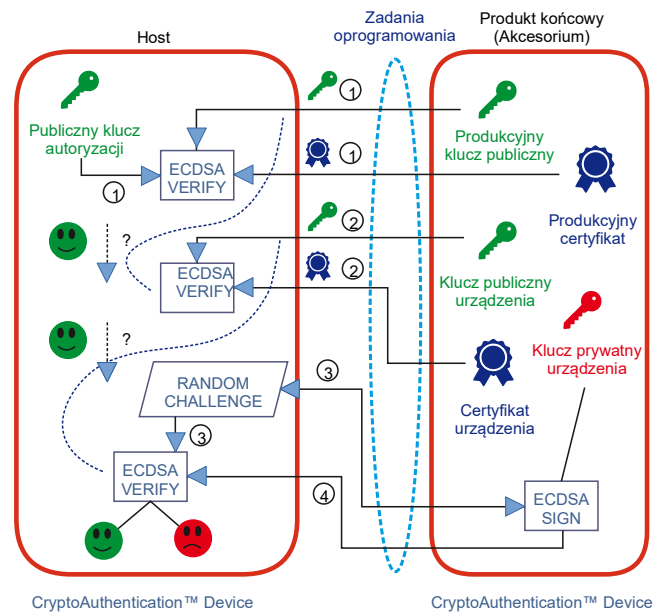 Host
Zadania
oprogramowania
Produkt końcowy
(Akcesorium)
Publiczny klucz
autoryzacji
1
ECDSA
VERIFY
1
1
Produkcyjny
klucz publiczny
Produkcyjny
certyfikat
?
ECDSA
VERIFY
2
2
Klucz publiczny
urządzenia
Klucz prywatny
urządzenia
?
RANDOM
CHALLENGE
3
Certyfikat
urządzenia
3
ECDSA
VERIFY
4
ECDSA
SIGN
CryptoAuthentication™ Device
CryptoAuthentication™ Device